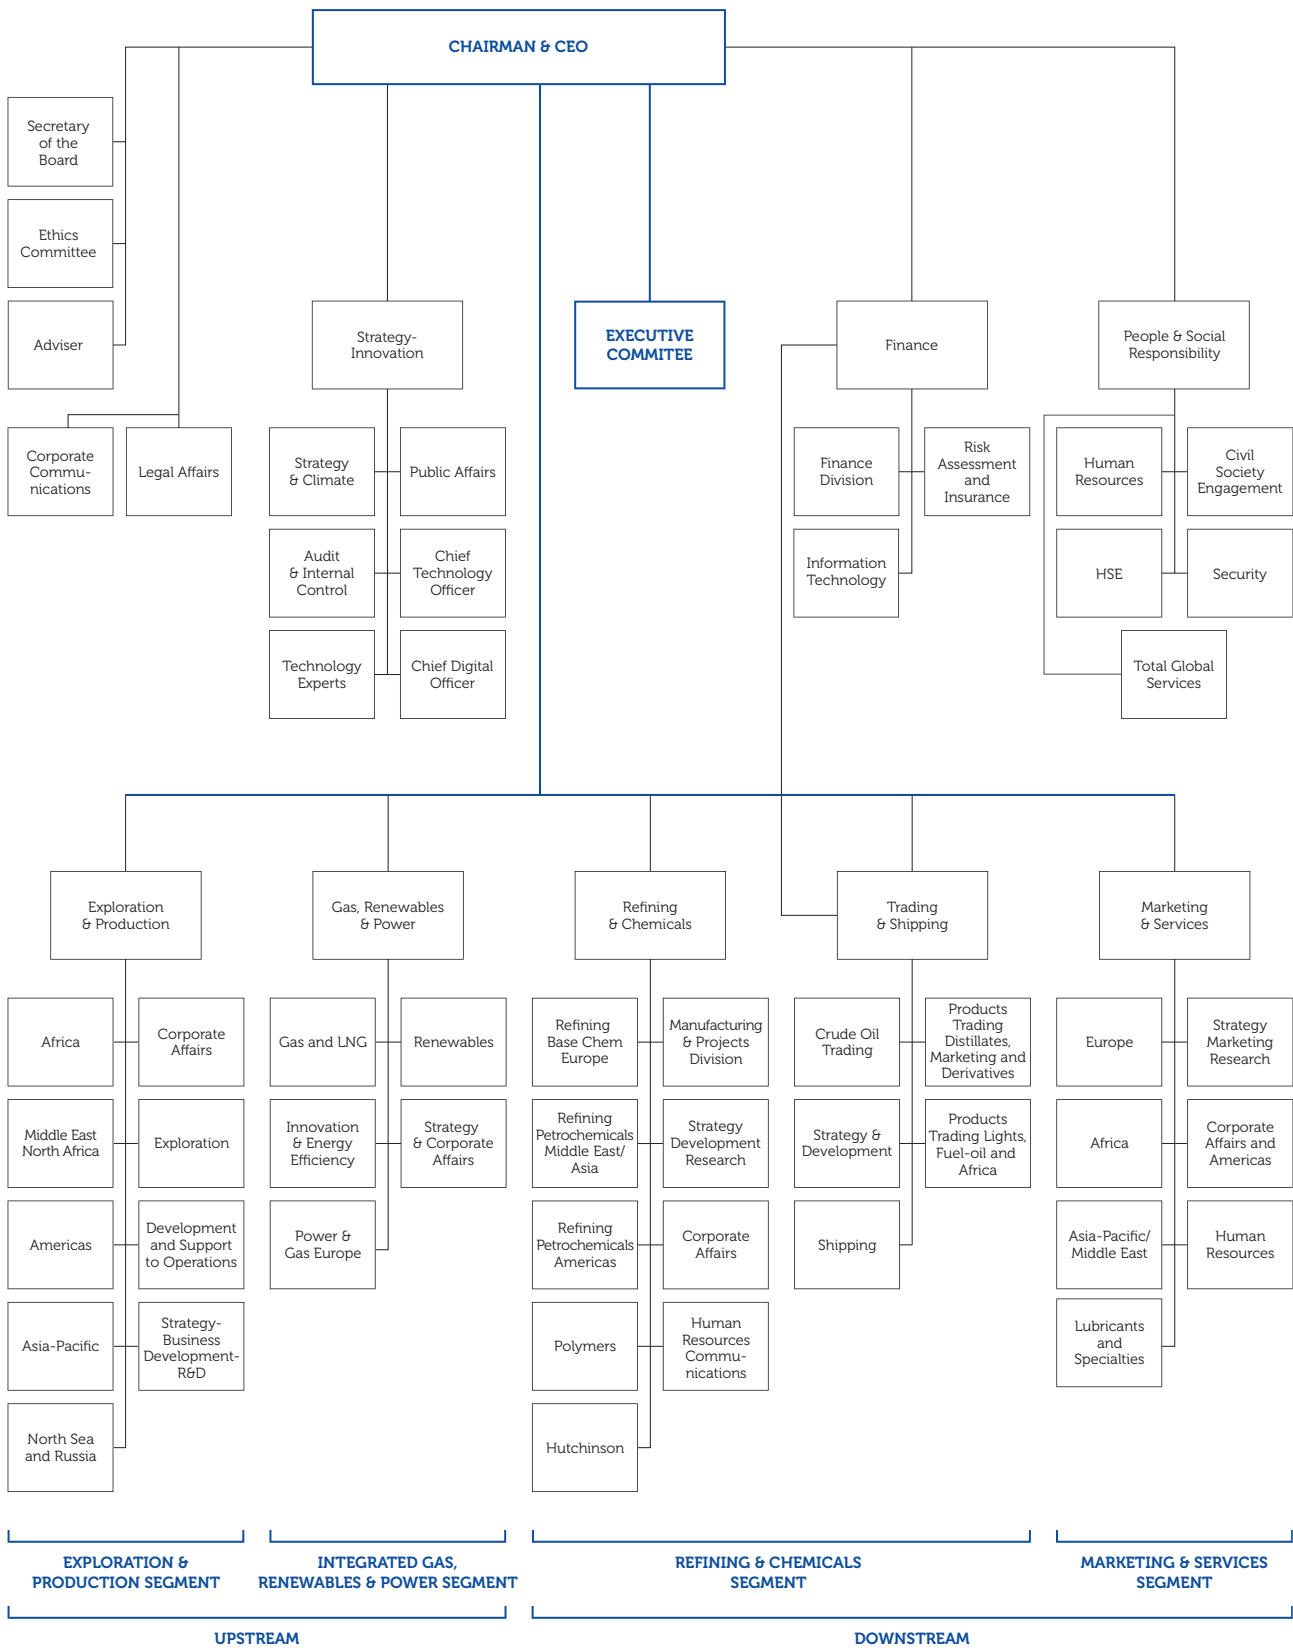 CHAIRMAN & CEO
Secretary
of the
Board
Ethics
Committee
Adviser
Corporate
Commu-
nications
Legal Affairs
Strategy-
Innovation
Strategy
& Climate
Public Affairs
Audit
& Internal
Control
Chief
Technology
Officer
Technology
Experts
Chief Digital
Officer
EXECUTIVE
COMMITEE
Finance
Finance
Division
Risk
Assessment
and
Insurance
Information
Technology
People & Social
Responsibility
Human
Resources
Civil
Society
Engagement
HSE
Security
Total Global
Services
Exploration
& Production
Africa
Corporate
Affairs
Middle East
North Africa
Exploration
Americas
Development
and Support
to Operations
Asia-Pacific
Strategy-
Business
Development-
R&D
North Sea
and Russia
Gas, Renewables
& Power
Gas and LNG
Renewables
Innovation
& Energy
Efficiency
Strategy
& Corporate
Affairs
Power &
Gas Europe
Refining
& Chemicals
Refining
Base Chem
Europe
Manufacturing
& Projects
Division
Refining
Petrochemicals
Middle East/
Asia
Strategy
Development
Research
Refining
Petrochemicals
Americas
Corporate
Affairs
Polymers
Human
Resources
Commu-
nications
Hutchinson
Trading
& Shipping
Crude Oil
Trading
Products
Trading
Distillates,
Marketing and
Derivatives
Strategy &
Development
Products
Trading Lights,
Fuel-oil and
Africa
Shipping
Marketing
& Services
Europe
Strategy
Marketing
Research
Africa
Corporate
Affairs and
Americas
Asia-Pacific/
Middle East
Human
Resources
Lubricants
and
Specialties
EXPLORATION &
PRODUCTION SEGMENT
INTEGRATED GAS,
RENEWABLES & POWER SEGMENT
REFINING & CHEMICALS
SEGMENT
MARKETING & SERVICES
SEGMENT
UPSTREAM
DOWNSTREAM